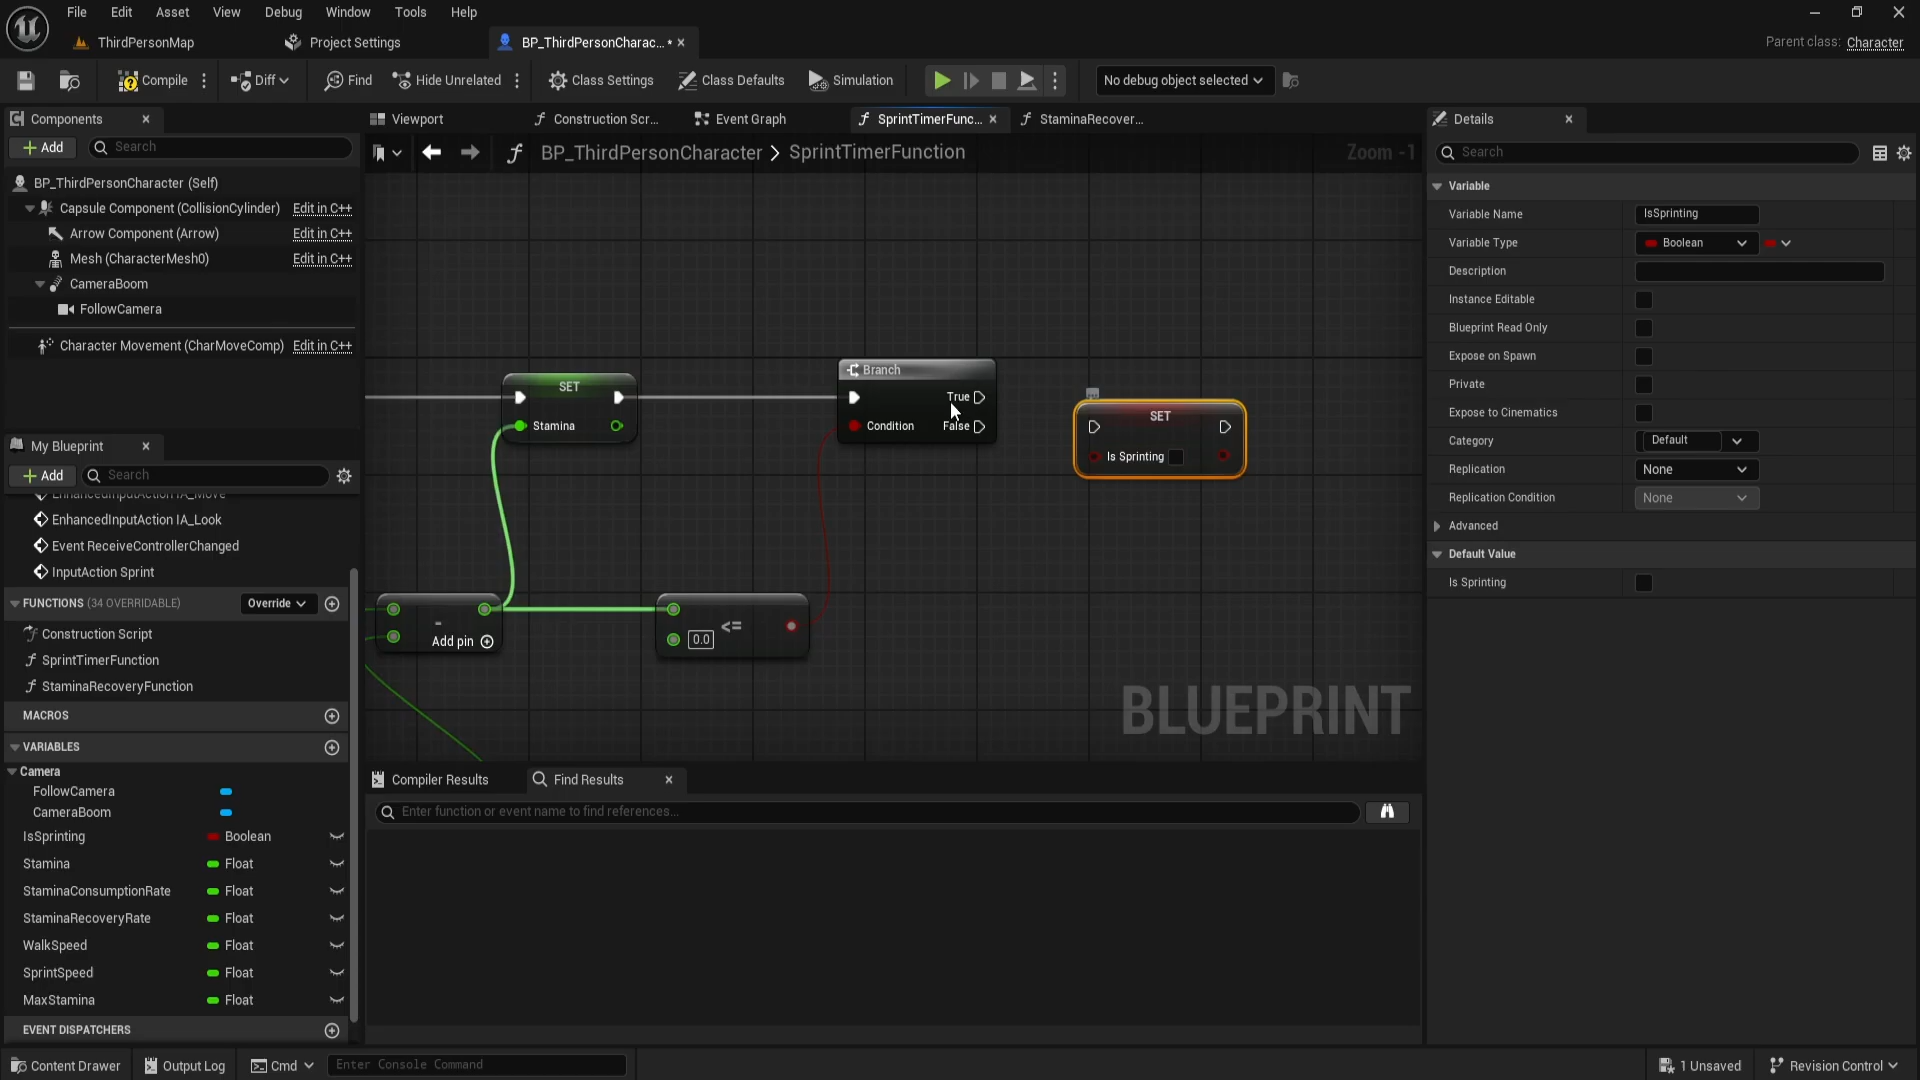 File Edit Asset View Debug Window Tools Help
ThirdPersonMap Project Settings BP_ThirdPersonCharac... • Parent class: Character
Compile Diff Find Hide Unrelated Class Settings Class Defaults Simulation No debug object selected
Components
Add Search
BP_ThirdPersonCharacter (Self)
Capsule Component (CollisionCylinder) Edit in C++
Arrow Component (Arrow) Edit in C++
Mesh (CharacterMesh0) Edit in C++
CameraBoom
FollowCamera
Character Movement (CharMoveComp) Edit in C++
My Blueprint
Add Search
EnhancedInputAction IA_Move
EnhancedInputAction IA_Look
Event ReceiveControllerChanged
InputAction Sprint
FUNCTIONS (34 OVERRIDABLE) Override
Construction Script
SprintTimerFunction
StaminaRecoveryFunction
MACROS
VARIABLES
Camera
FollowCamera
CameraBoom
IsSprinting Boolean
Stamina Float
StaminaConsumptionRate Float
StaminaRecoveryRate Float
WalkSpeed Float
SprintSpeed Float
MaxStamina Float
EVENT DISPATCHERS
Viewport Construction Scr... Event Graph SprintTimerFunc... StaminaRecover...
BP_ThirdPersonCharacter > SprintTimerFunction Zoom -1
SET
Stamina
Branch
True
Condition False
SET
Is Sprinting
-
Add pin
0.0 <=
BLUEPRINT
Compiler Results Find Results
Enter function or event name to find references...
Details
Search
Variable
Variable Name IsSprinting
Variable Type Boolean
Description
Instance Editable
Blueprint Read Only
Expose on Spawn
Private
Expose to Cinematics
Category Default
Replication None
Replication Condition None
Advanced
Default Value
Is Sprinting
Content Drawer Output Log Cmd Enter Console Command 1 Unsaved Revision Control